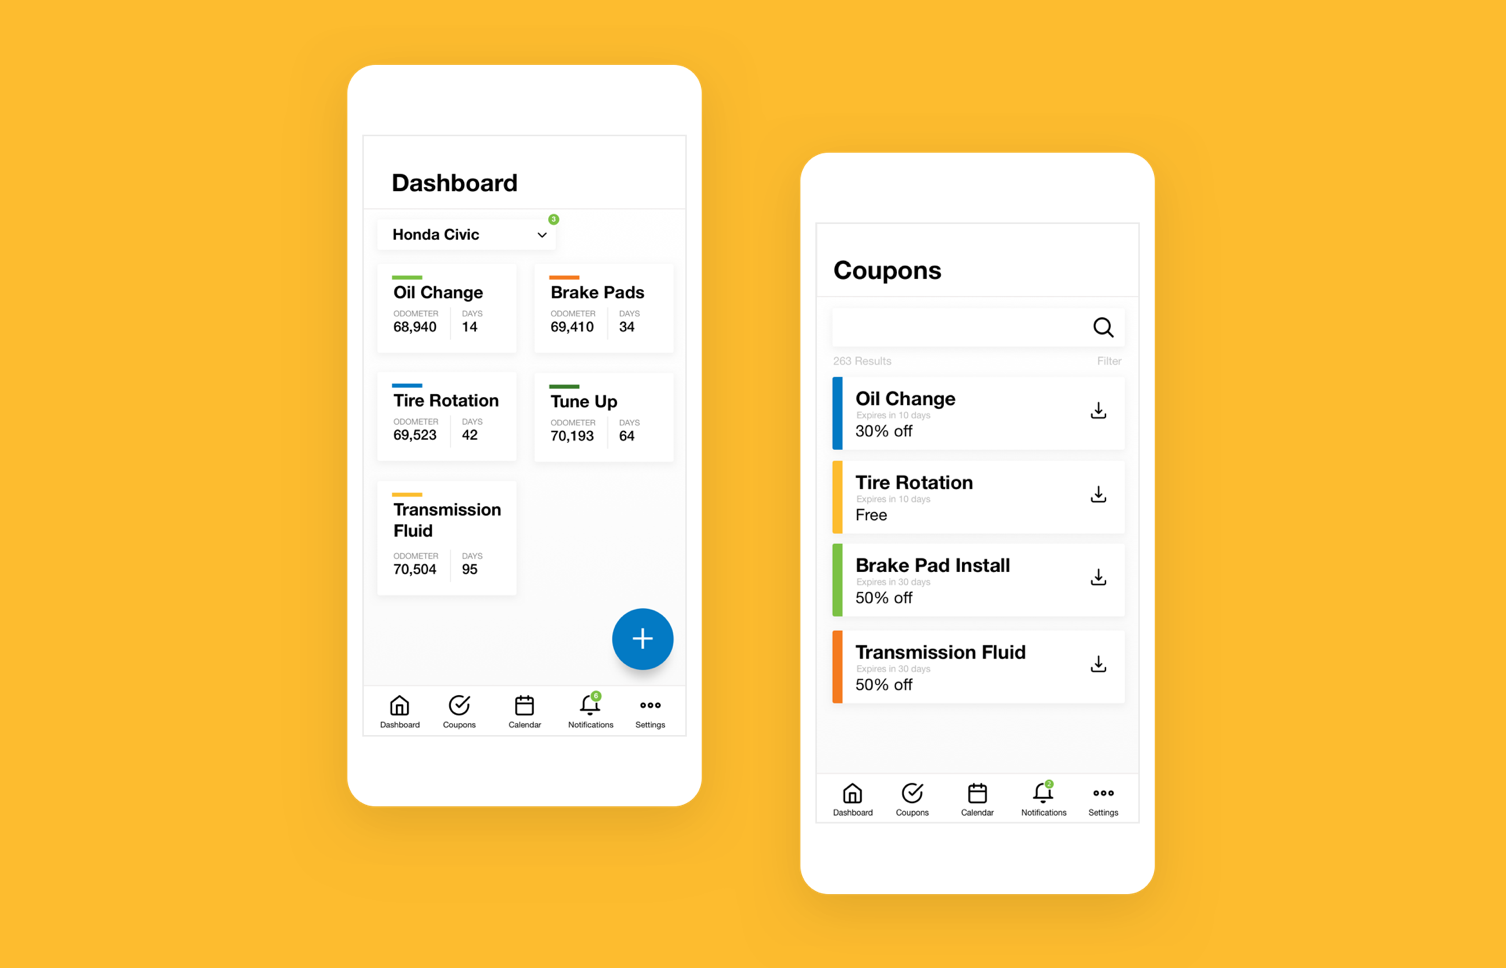 Dashboard
3
Honda Civic
Oil Change
ODOMETER DAYS
68,940 14
Brake Pads
ODOMETER DAYS
69,410 34
Tire Rotation
ODOMETER DAYS
69,523 42
Tune Up
ODOMETER DAYS
70,193 64
Transmission
Fluid
ODOMETER DAYS
70,504 95
6
Dashboard Coupons Calendar Notifications Settings
Coupons
263 Results Filter
Oil Change
Expires in 10 days
30% off
Tire Rotation
Expires in 10 days
Free
Brake Pad Install
Expires in 30 days
50% off
Transmission Fluid
Expires in 30 days
50% off
2
Dashboard Coupons Calendar Notifications Settings